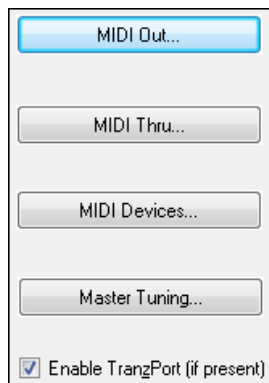 MIDI Out...
MIDI Thru...
MIDI Devices...
Master Tuning...
Enable TranzPort (if present)